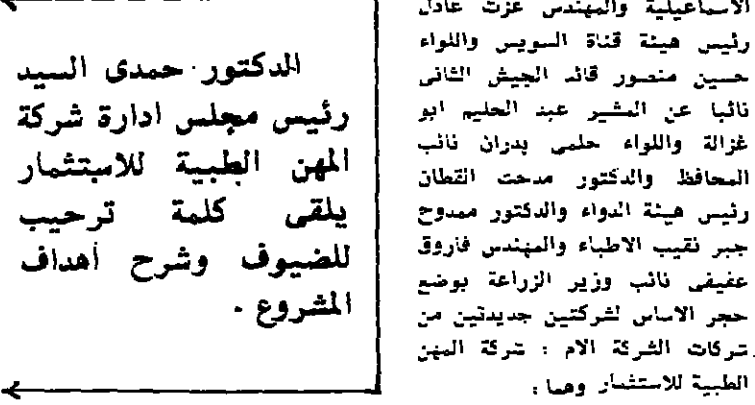 الاسماعيلية والمهندس عزت عادل
رئيس هيئة قناة السويس واللواء
حسين منصور قائد الجيش الثانى
نائبا عن المشير عبد الحليم ابو
غزالة واللواء حلمى بدران نائب
المحافظ والدكتور مدحت القطان
رئيس هيئة الدواء والدكتور ممدوح
جبر نقيب الاطباء والمهندس فاروق
عفيفى نائب وزير الزراعة بوضع
حجر الاساس لشركتين جديدتين من
شركات الشركة الام : شركة المهن
الطبية للاستثمار وهما :
الدكتور حمدى السيد
رئيس مجلس ادارة شركة
المهن الطبية للاستثمار
يلقى كلمة ترحيب
للضيوف وشرح أهداف
المشروع .